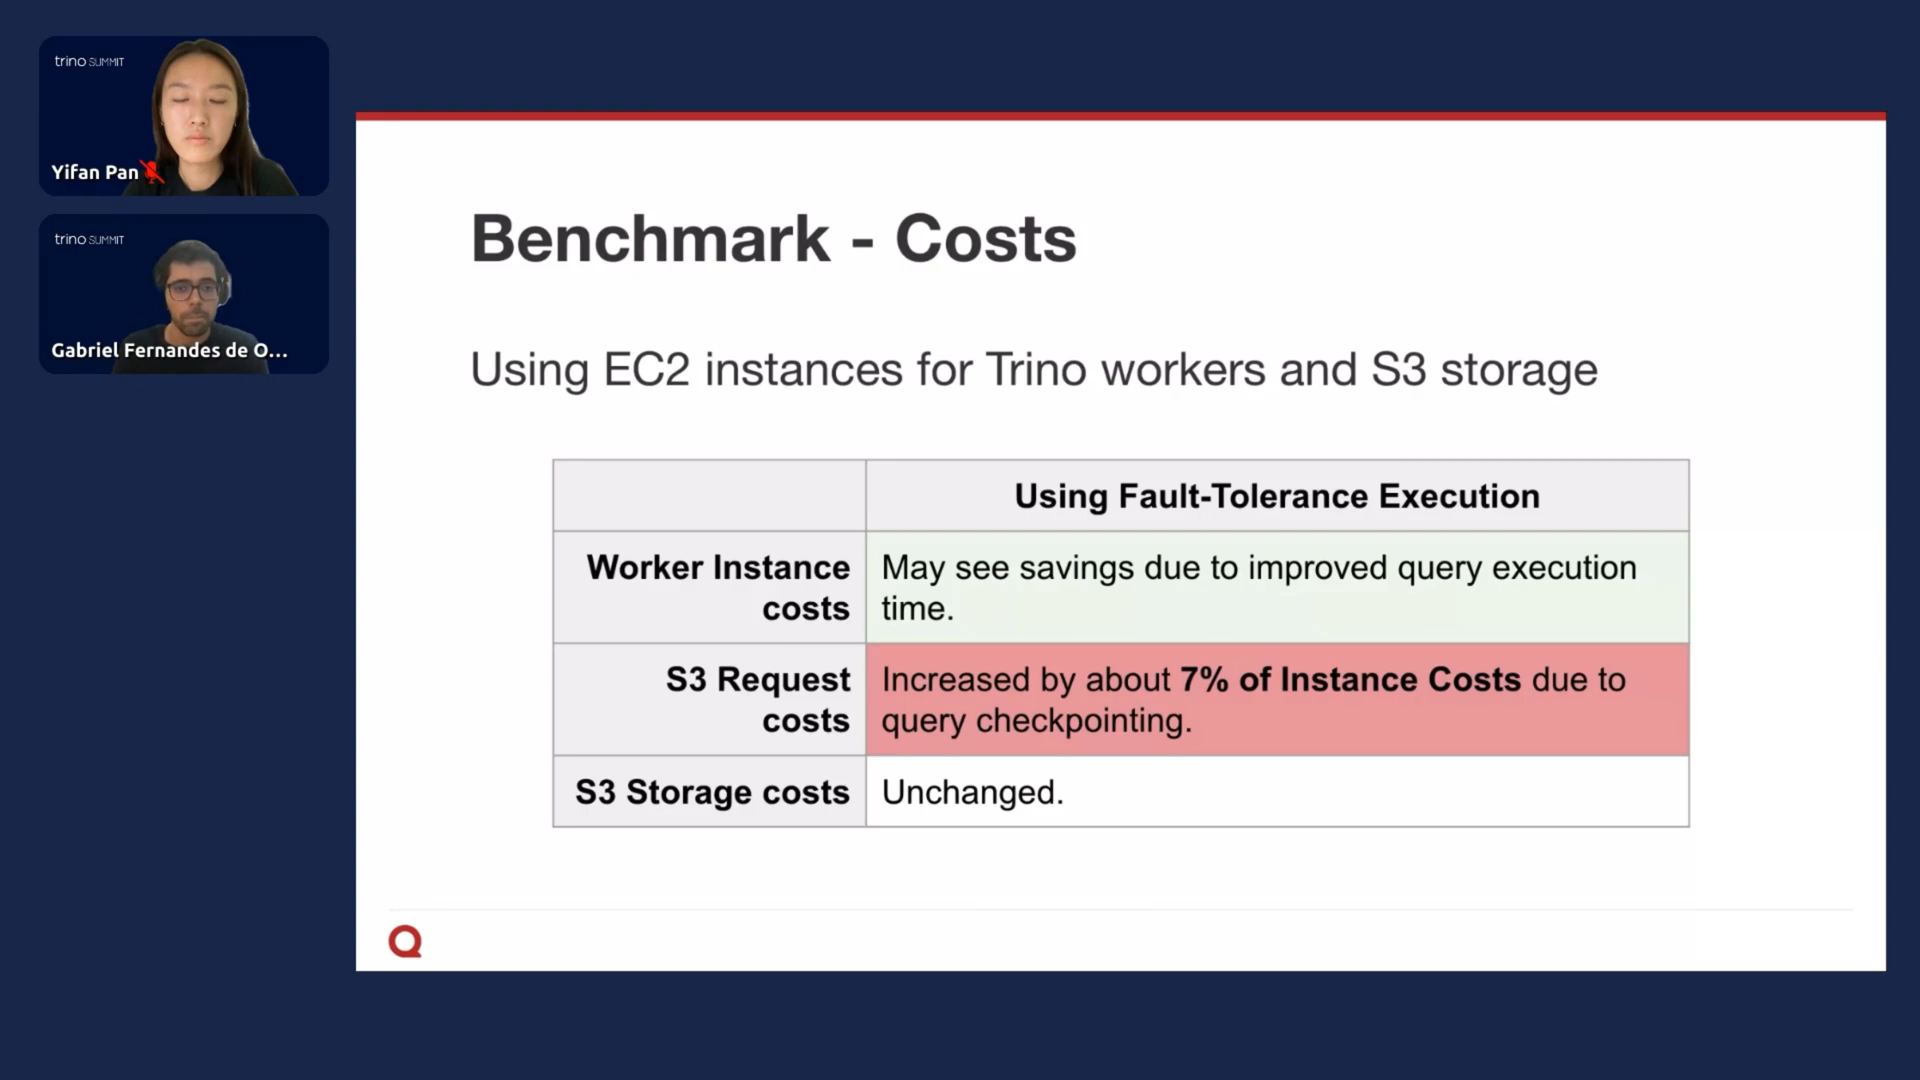 trino SUMMIT
Yifan Pan
trino SUMMIT
Gabriel Fernandes de O...
Benchmark - Costs
Using EC2 instances for Trino workers and S3 storage
Using Fault-Tolerance Execution
Worker Instance
costs
May see savings due to improved query execution
time.
S3 Request
costs
Increased by about 7% of Instance Costs due to
query checkpointing.
S3 Storage costs
Unchanged.